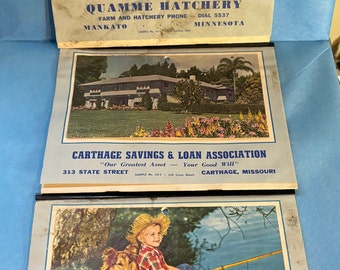 QUAMME HATCHERY
FARM AND HATCHERY PHONE — DIAL 5537
MANKATO MINNESOTA
CARTHAGE SAVINGS & LOAN ASSOCIATION
"Our Greatest Asset — Your Good Will"
313 STATE STREET CARTHAGE, MISSOURI